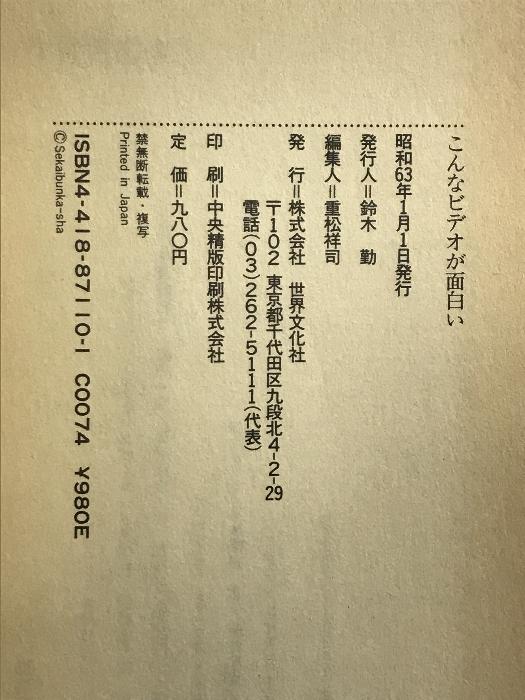 こんなビデオが面白い
昭和63年1月1日発行
発行人＝鈴木　勤
編集人＝重松祥司
発　行＝株式会社　世界文化社
〒102 東京都千代田区九段北4-2-29
電話(03)262-5111(代表)
印　刷＝中央精版印刷株式会社
定　価＝九八〇円
禁無断転載・複写
Printed in Japan
ISBN4-418-87110-1　C0074　¥980E
©Sekaibunka-sha